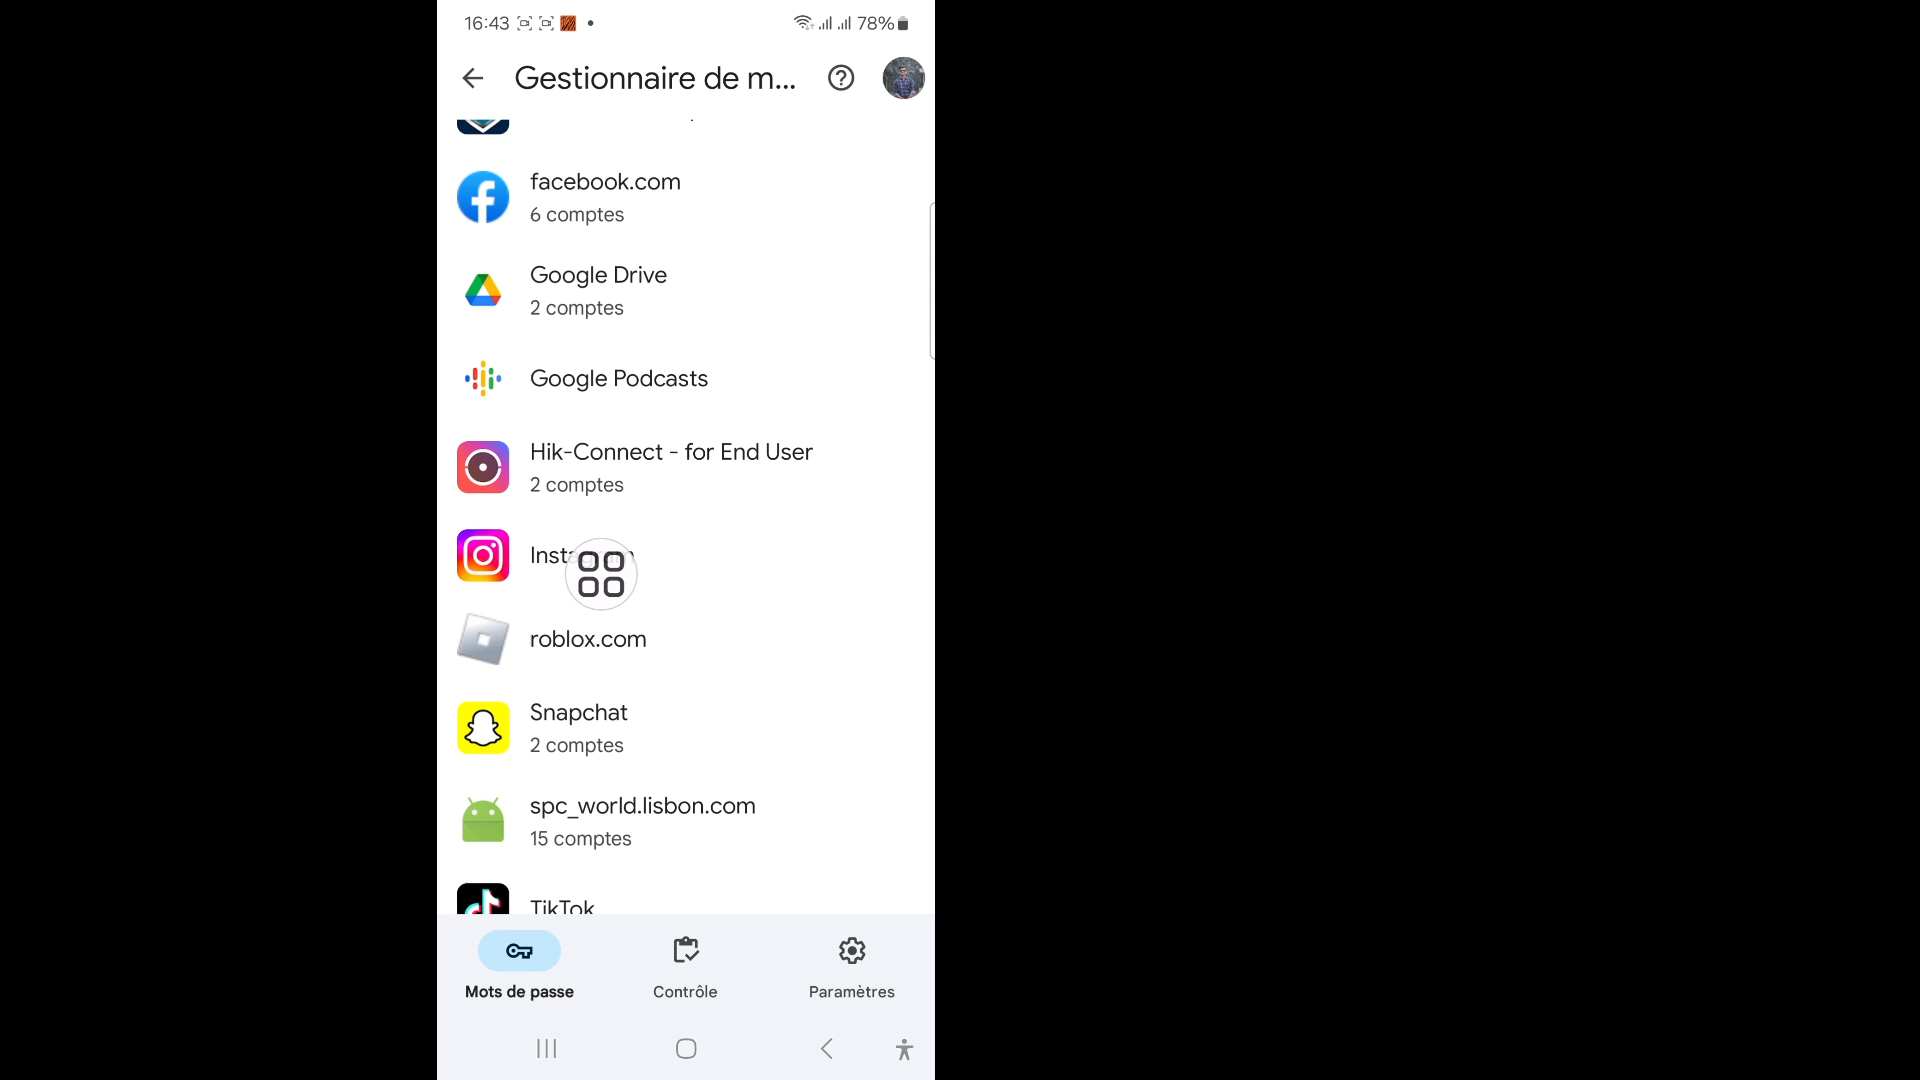 16:43
78%
Gestionnaire de m...
facebook.com
6 comptes
Google Drive
2 comptes
Google Podcasts
Hik-Connect - for End User
2 comptes
Instagram
roblox.com
Snapchat
2 comptes
spc_world.lisbon.com
15 comptes
TikTok
Mots de passe
Contrôle
Paramètres